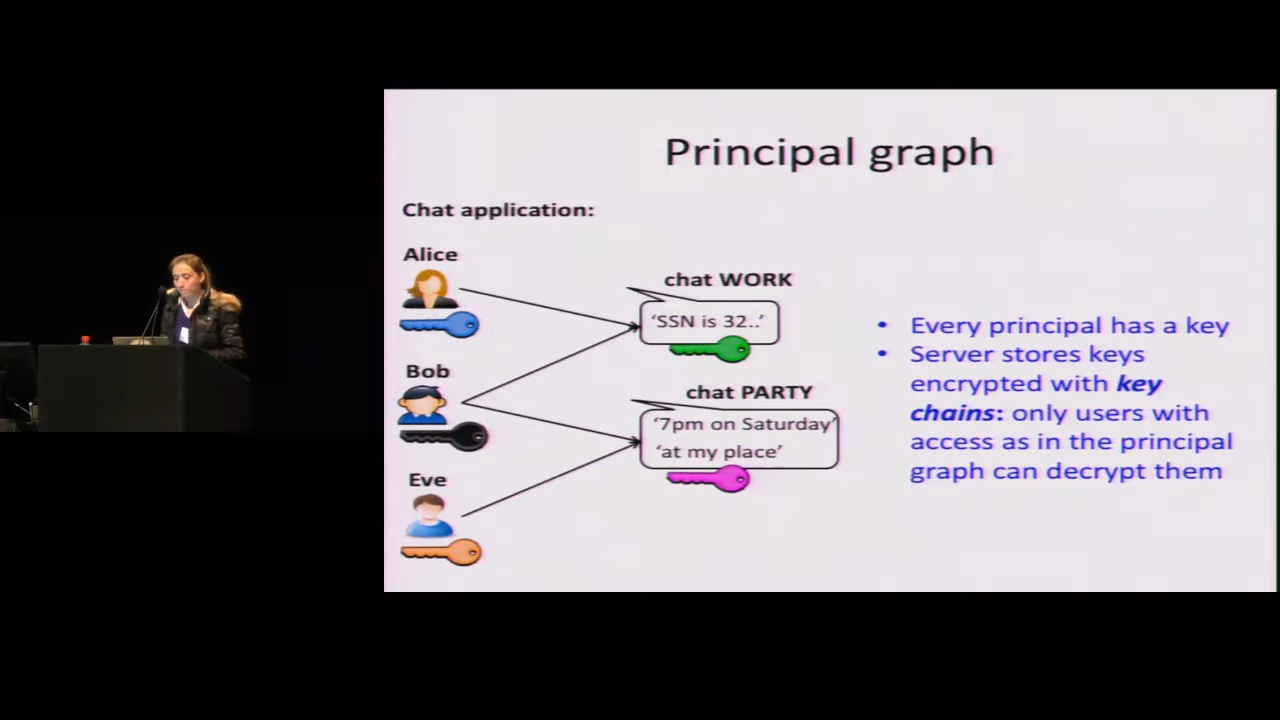 Principal graph
Chat application:
Alice
chat WORK
'SSN is 32..'
Bob
chat PARTY
'7pm on Saturday'
'at my place'
Eve
• Every principal has a key
• Server stores keys
encrypted with key
chains: only users with
access as in the principal
graph can decrypt them